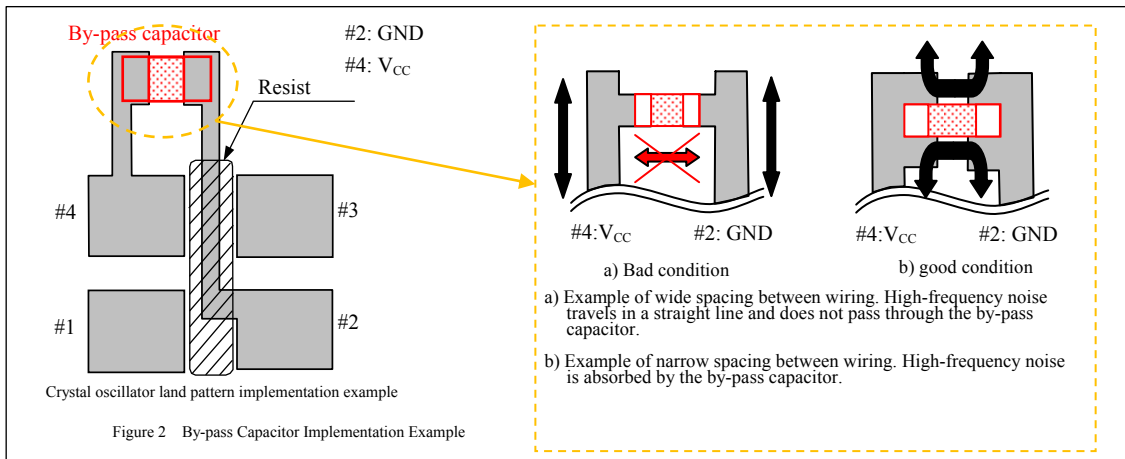 By-pass capacitor
#2: GND
#4: VCC
Resist
#4
#3
#1
#2
Crystal oscillator land pattern implementation example
Figure 2 By-pass Capacitor Implementation Example
#4:VCC
#2: GND
a) Bad condition
#4:VCC
#2: GND
b) good condition
a) Example of wide spacing between wiring. High-frequency noise
travels in a straight line and does not pass through the by-pass
capacitor.
b) Example of narrow spacing between wiring. High-frequency noise
is absorbed by the by-pass capacitor.